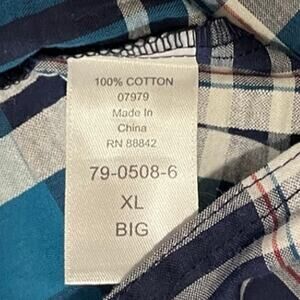 100% COTTON
07979
Made In
China
RN 88842
79-0508-6
XL
BIG